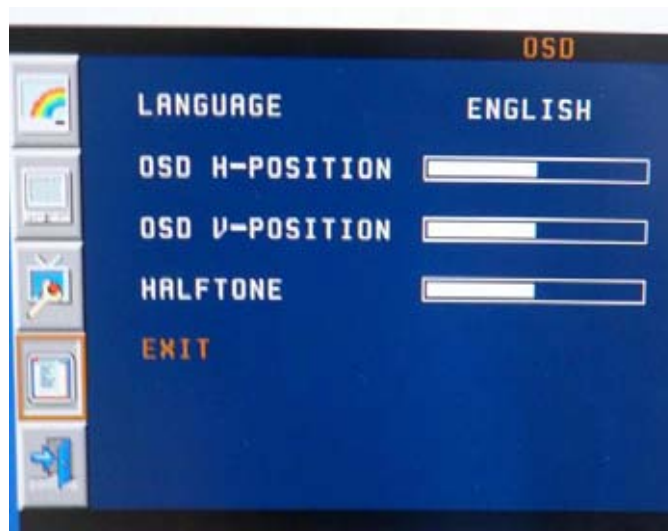 OSD
LANGUAGE ENGLISH
OSD H-POSITION
OSD V-POSITION
HALFTONE
EXIT